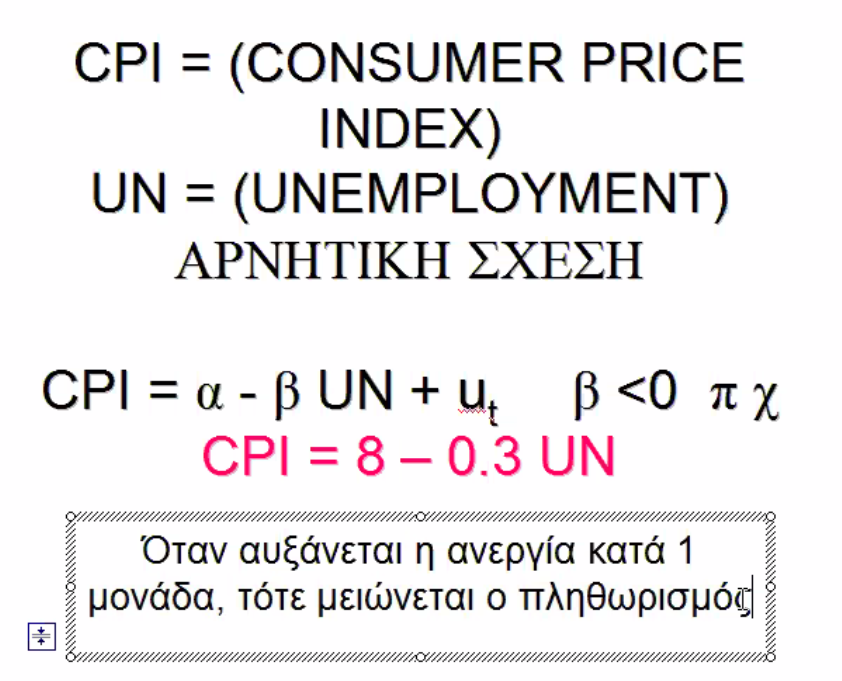 CPI = (CONSUMER PRICE
INDEX)
UN = (UNEMPLOYMENT)
ΑΡΝΗΤΙΚΗ ΣΧΕΣΗ
CPI = α - β UN + uₜ β <0 π χ
CPI = 8 – 0.3 UN
Όταν αυξάνεται η ανεργία κατά 1
μονάδα, τότε μειώνεται ο πληθωρισμός